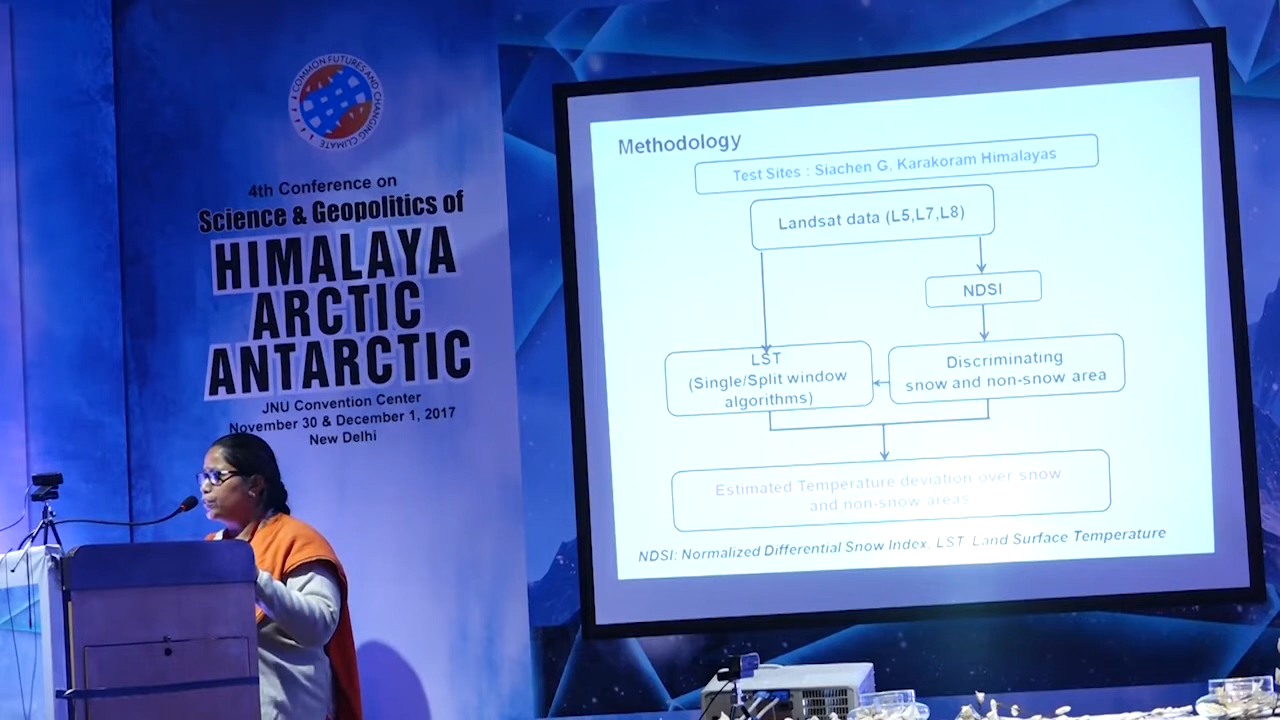 COMMON FUTURES AND CHANGING CLIMATE
4th Conference on
Science & Geopolitics of
HIMALAYA
ARCTIC
ANTARCTIC
JNU Convention Center
November 30 & December 1, 2017
New Delhi
Methodology
Test Sites : Siachen G, Karakoram Himalayas
Landsat data (L5,L7,L8)
NDSI
LST
(Single/Split window
algorithms)
Discriminating
snow and non-snow area
Estimated Temperature deviation over snow
and non-snow areas
NDSI: Normalized Differential Snow Index, LST Land Surface Temperature